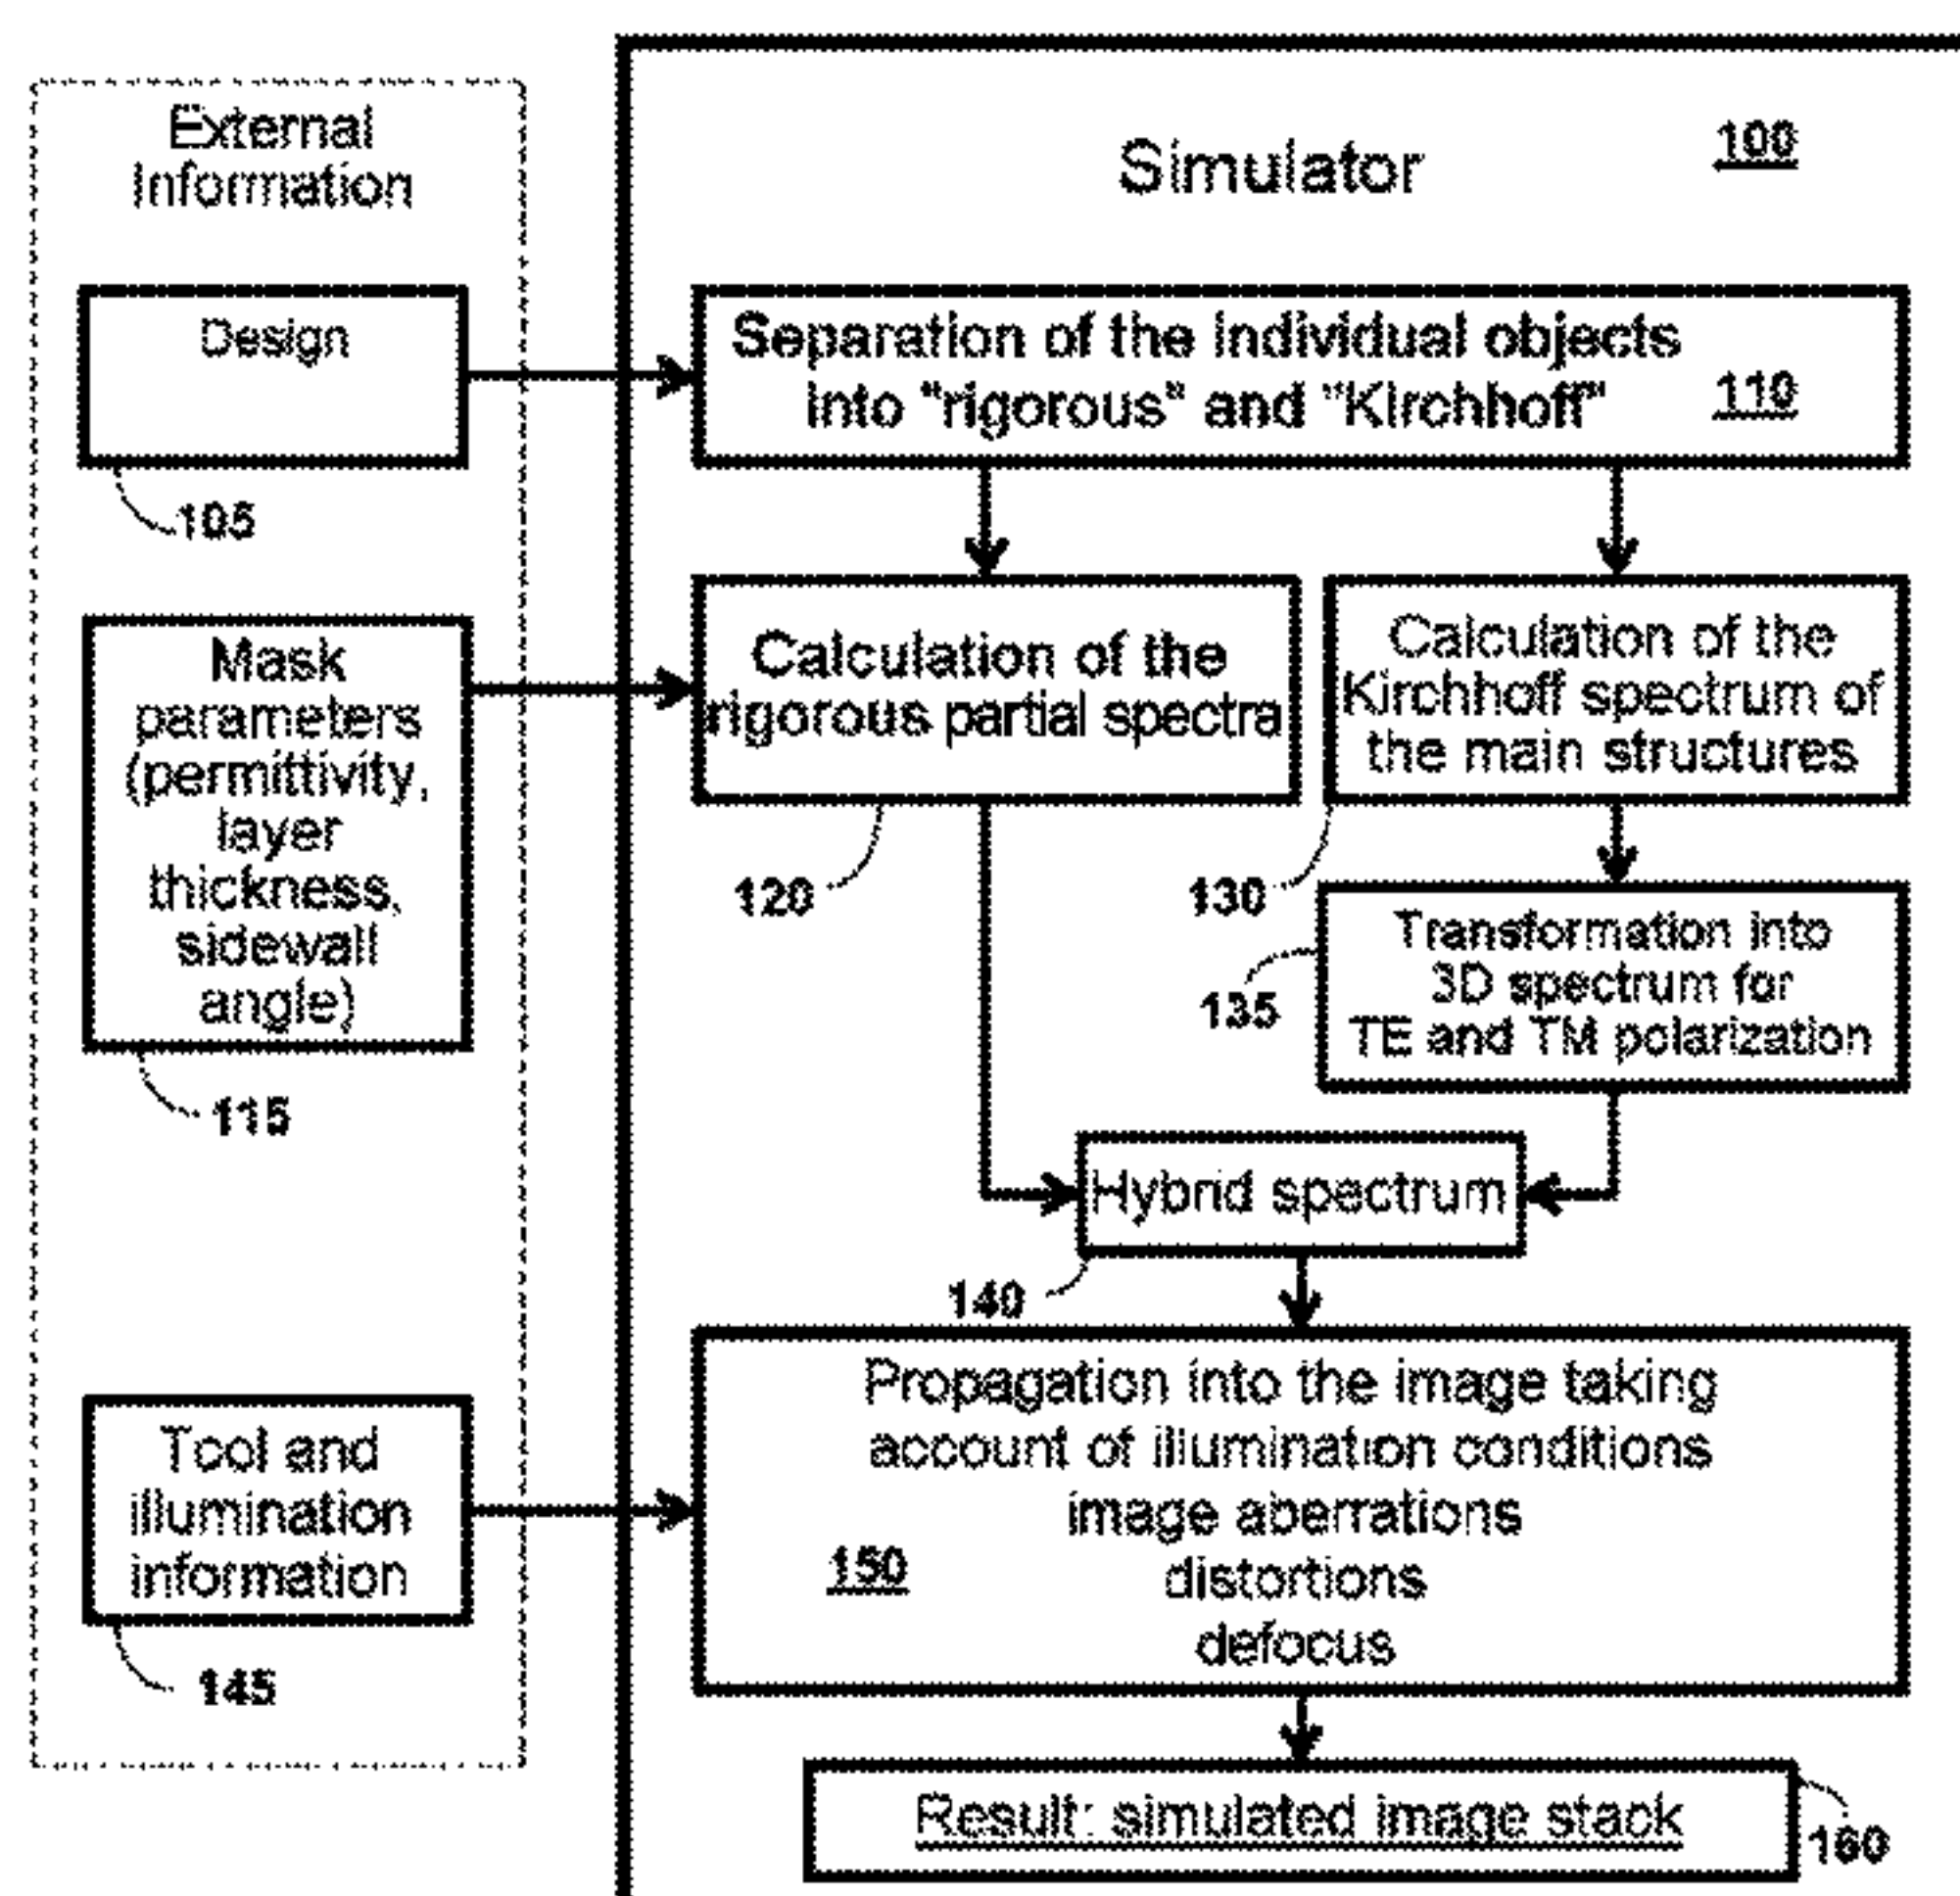 External
Information
Simulator
100
Design
105
Separation of the individual objects
into "rigorous" and "Kirchhoff"
110
Mask
parameters
(permittivity,
layer
thickness,
sidewall
angle)
115
Calculation of the
rigorous partial spectra
120
Calculation of the
Kirchhoff spectrum of
the main structures
130
Transformation into
3D spectrum for
TE and TM polarization
135
Hybrid spectrum
140
Tool and
illumination
information
145
Propagation into the image taking
account of illumination conditions
image aberrations
distortions
defocus
150
Result: simulated image stack
160